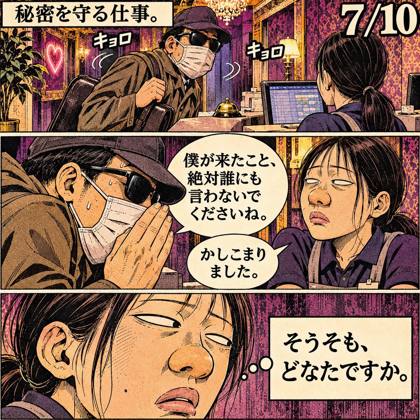 秘密を守る仕事。
7/10
キョロ
キョロ
僕が来たこと、
絶対誰にも
言わないで
くださいね。
かしこまり
ました。
そうそも、
どなたですか。